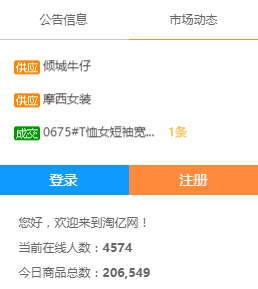 公告信息 市场动态
供应 倾城牛仔
供应 摩西女装
成交 0675#T恤女短袖宽... 1条
登录 注册
您好，欢迎来到淘亿网！
当前在线人数：4574
今日商品总数：206,549